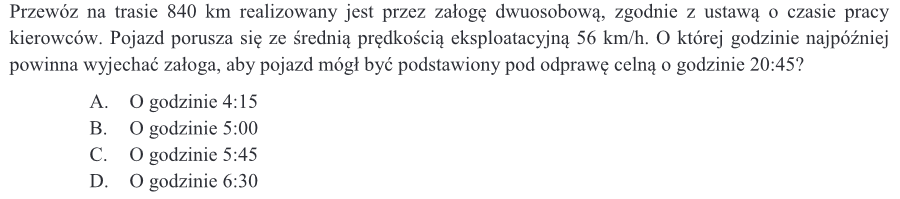 Przewóz na trasie 840 km realizowany jest przez załogę dwuosobową, zgodnie z ustawą o czasie pracy
kierowców. Pojazd porusza się ze średnią prędkością eksploatacyjną 56 km/h. O której godzinie najpóźniej
powinna wyjechać załoga, aby pojazd mógł być podstawiony pod odprawę celną o godzinie 20:45?
A. O godzinie 4:15
B. O godzinie 5:00
C. O godzinie 5:45
D. O godzinie 6:30